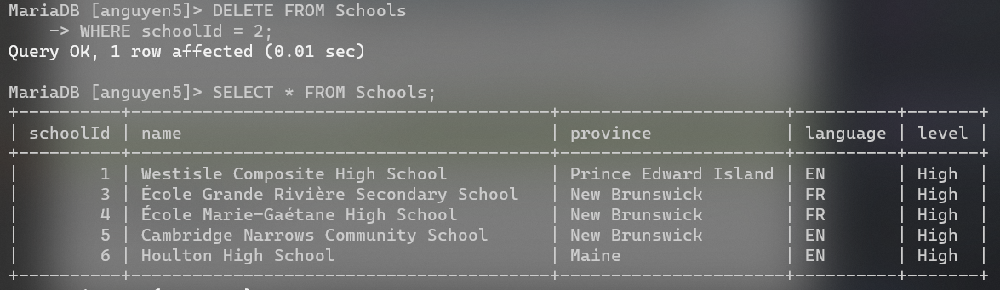 MariaDB [anguyen5]> DELETE FROM Schools
    -> WHERE schoolId = 2;
Query OK, 1 row affected (0.01 sec)
MariaDB [anguyen5]> SELECT * FROM Schools;
+----------+------------------------------------------+----------------------+----------+-------+
| schoolId | name                                     | province             | language | level |
+----------+------------------------------------------+----------------------+----------+-------+
|        1 | Westisle Composite High School           | Prince Edward Island | EN       | High  |
|        3 | École Grande Rivière Secondary School    | New Brunswick        | FR       | High  |
|        4 | École Marie-Gaétane High School          | New Brunswick        | FR       | High  |
|        5 | Cambridge Narrows Community School       | New Brunswick        | EN       | High  |
|        6 | Houlton High School                      | Maine                | EN       | High  |
+----------+------------------------------------------+----------------------+----------+-------+